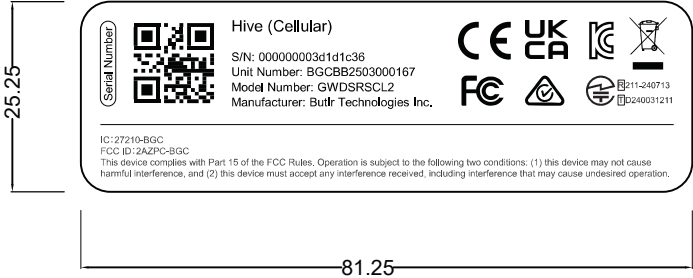 25.25
Serial Number
Hive (Cellular)
S/N: 000000003d1d1c36
Unit Number: BGCBB2503000167
Model Number: GWDSRSCL2
Manufacturer: Butlr Technologies Inc.
CE UK CA
FC
R 211-240713
T D240031211
IC:27210-BGC
FCC ID:2AZPC-BGC
This device complies with Part 15 of the FCC Rules. Operation is subject to the following two conditions: (1) this device may not cause
harmful interference, and (2) this device must accept any interference received, including interference that may cause undesired operation.
81.25